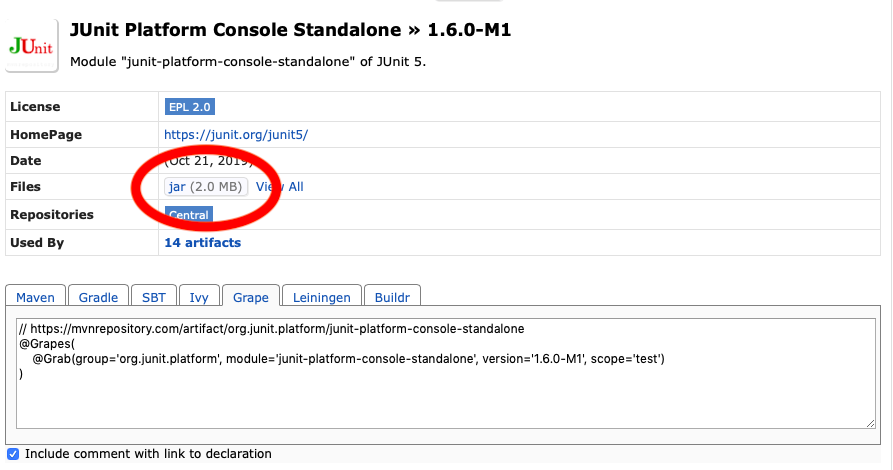 JUnit
JUnit Platform Console Standalone » 1.6.0-M1
Module "junit-platform-console-standalone" of JUnit 5.
License EPL 2.0
HomePage https://junit.org/junit5/
Date (Oct 21, 2019)
Files jar (2.0 MB) View All
Repositories Central
Used By 14 artifacts
Maven Gradle SBT Ivy Grape Leiningen Buildr
// https://mvnrepository.com/artifact/org.junit.platform/junit-platform-console-standalone
@Grapes(
@Grab(group='org.junit.platform', module='junit-platform-console-standalone', version='1.6.0-M1', scope='test')
)
Include comment with link to declaration